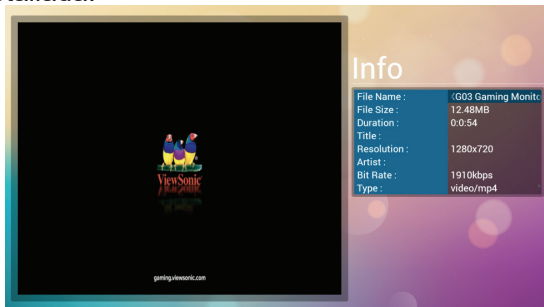 ViewSonic
gaming.viewsonic.com
Info
File Name : 《G03 Gaming Monito
File Size : 12.48MB
Duration : 0:0:54
Title :
Resolution : 1280x720
Artist :
Bit Rate : 1910kbps
Type : video/mp4